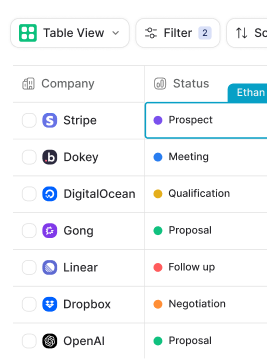 Table View Filter 2 So
Company Status
Ethan
Stripe Prospect
Dokey Meeting
DigitalOcean Qualification
Gong Proposal
Linear Follow up
Dropbox Negotiation
OpenAI Proposal